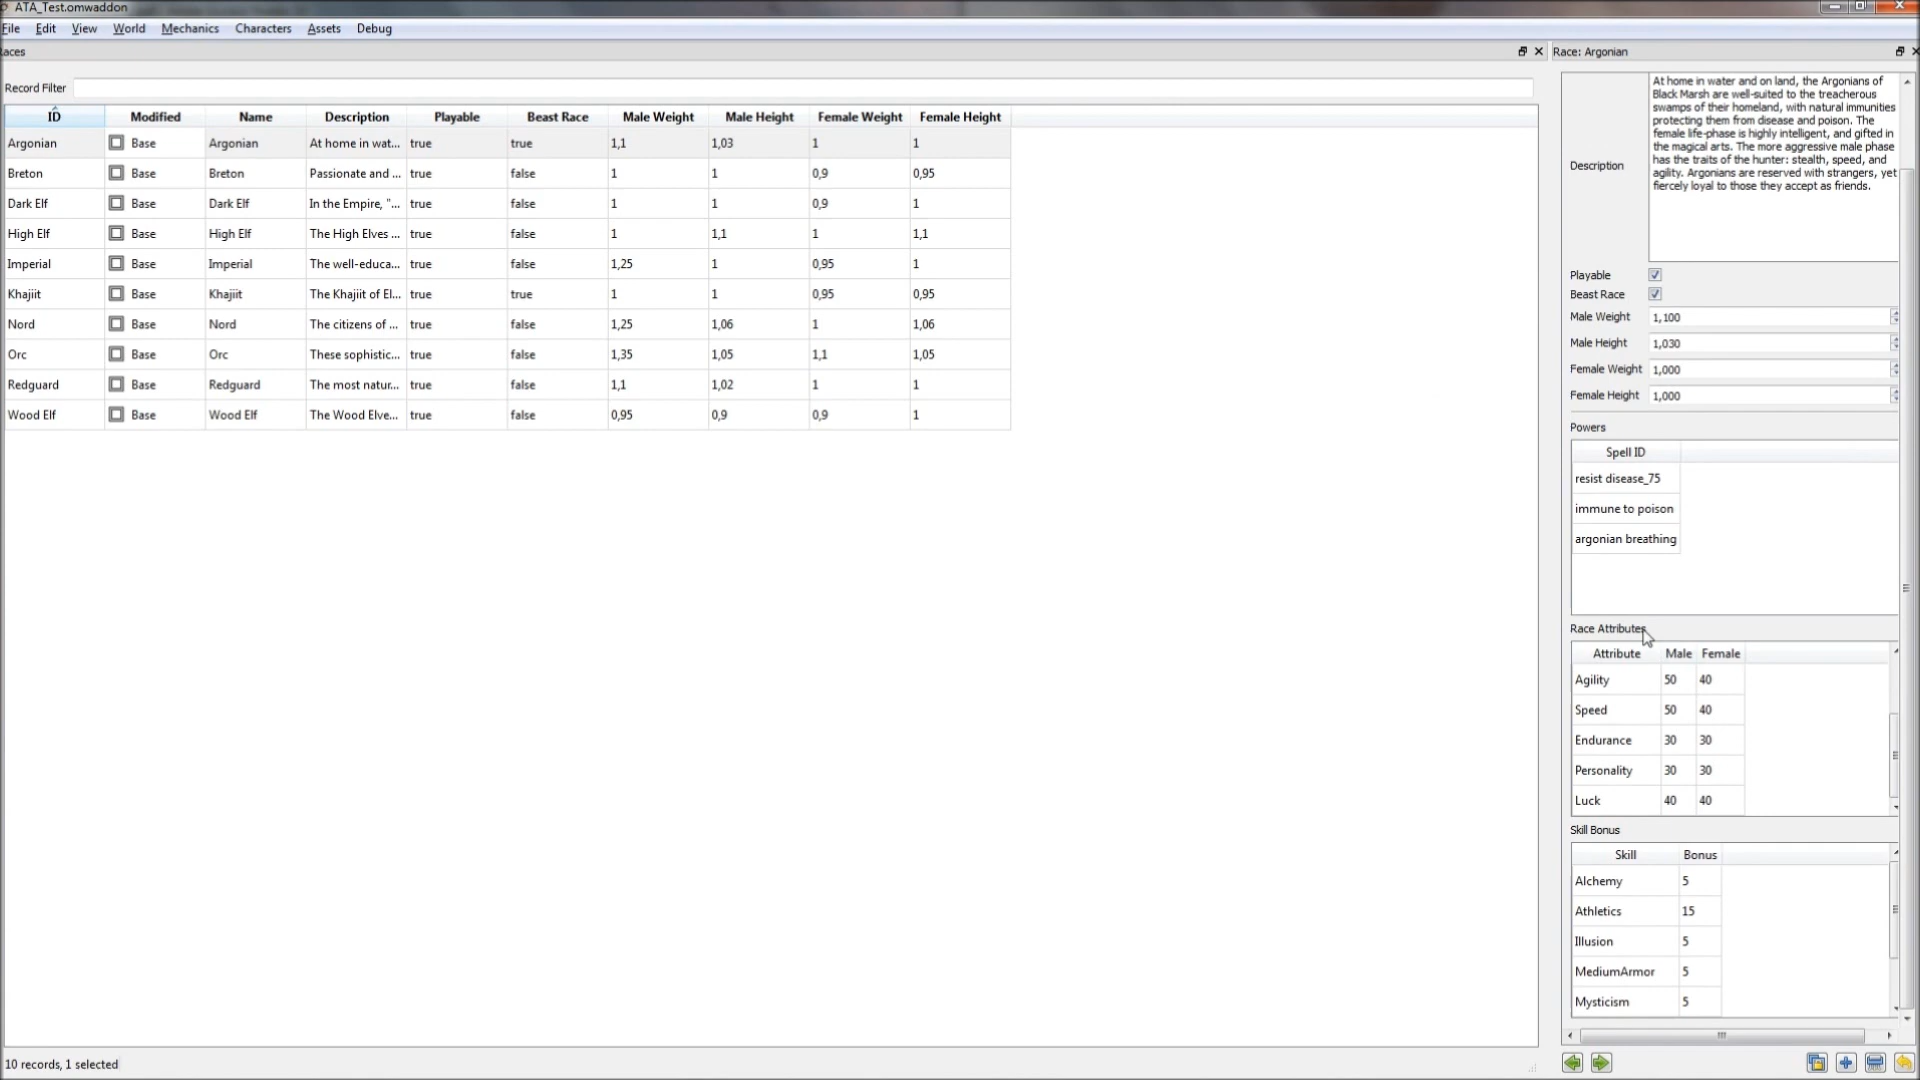 ATA_Test.omwaddon
File Edit View World Mechanics Characters Assets Debug
aces
Race: Argonian
Record Filter
ID Modified Name Description Playable Beast Race Male Weight Male Height Female Weight Female Height
Argonian Base Argonian At home in wat... true true 1,1 1,03 1 1
Breton Base Breton Passionate and ... true false 1 1 0,9 0,95
Dark Elf Base Dark Elf In the Empire, "... true false 1 1 0,9 1
High Elf Base High Elf The High Elves ... true false 1 1,1 1 1,1
Imperial Base Imperial The well-educa... true false 1,25 1 0,95 1
Khajiit Base Khajiit The Khajiit of El... true true 1 1 0,95 0,95
Nord Base Nord The citizens of ... true false 1,25 1,06 1 1,06
Orc Base Orc These sophistic... true false 1,35 1,05 1,1 1,05
Redguard Base Redguard The most natur... true false 1,1 1,02 1 1
Wood Elf Base Wood Elf The Wood Elve... true false 0,95 0,9 0,9 1
10 records, 1 selected
Description
At home in water and on land, the Argonians of
Black Marsh are well-suited to the treacherous
swamps of their homeland, with natural immunities
protecting them from disease and poison. The
female life-phase is highly intelligent, and gifted in
the magical arts. The more aggressive male phase
has the traits of the hunter: stealth, speed, and
agility. Argonians are reserved with strangers, yet
fiercely loyal to those they accept as friends.
Playable
Beast Race
Male Weight 1,100
Male Height 1,030
Female Weight 1,000
Female Height 1,000
Powers
Spell ID
resist disease_75
immune to poison
argonian breathing
Race Attributes
Attribute Male Female
Agility 50 40
Speed 50 40
Endurance 30 30
Personality 30 30
Luck 40 40
Skill Bonus
Skill Bonus
Alchemy 5
Athletics 15
Illusion 5
MediumArmor 5
Mysticism 5